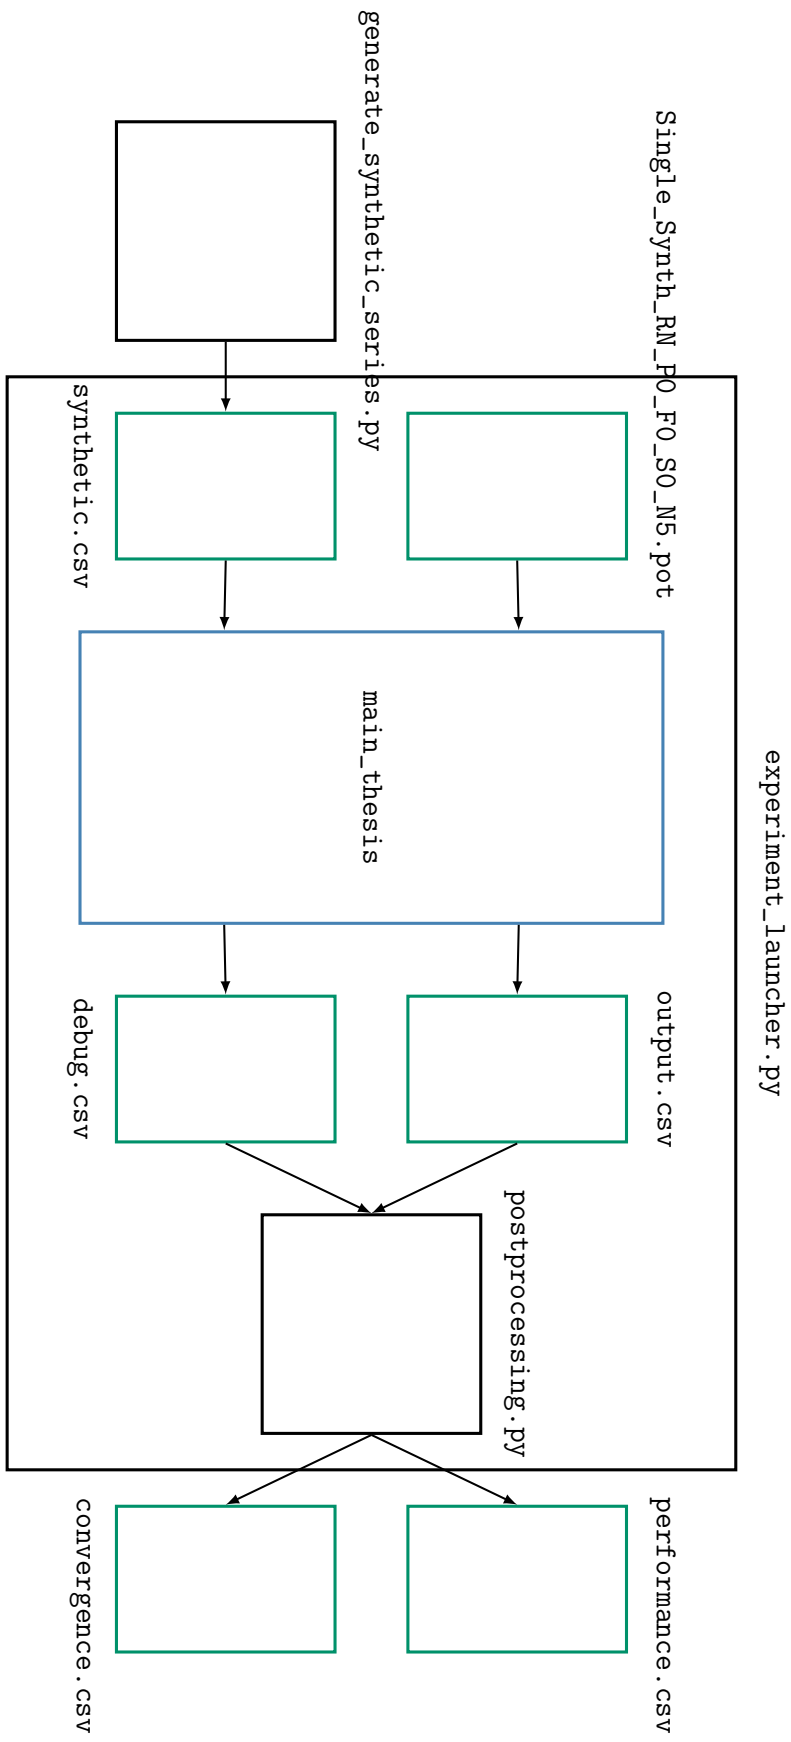 experiment_launcher.py
Single_Synth_RN_P0_F0_S0_N5.pot
output.csv
performance.csv
postprocessing.py
generate_synthetic_series.py
main_thesis
synthetic.csv
debug.csv
convergence.csv